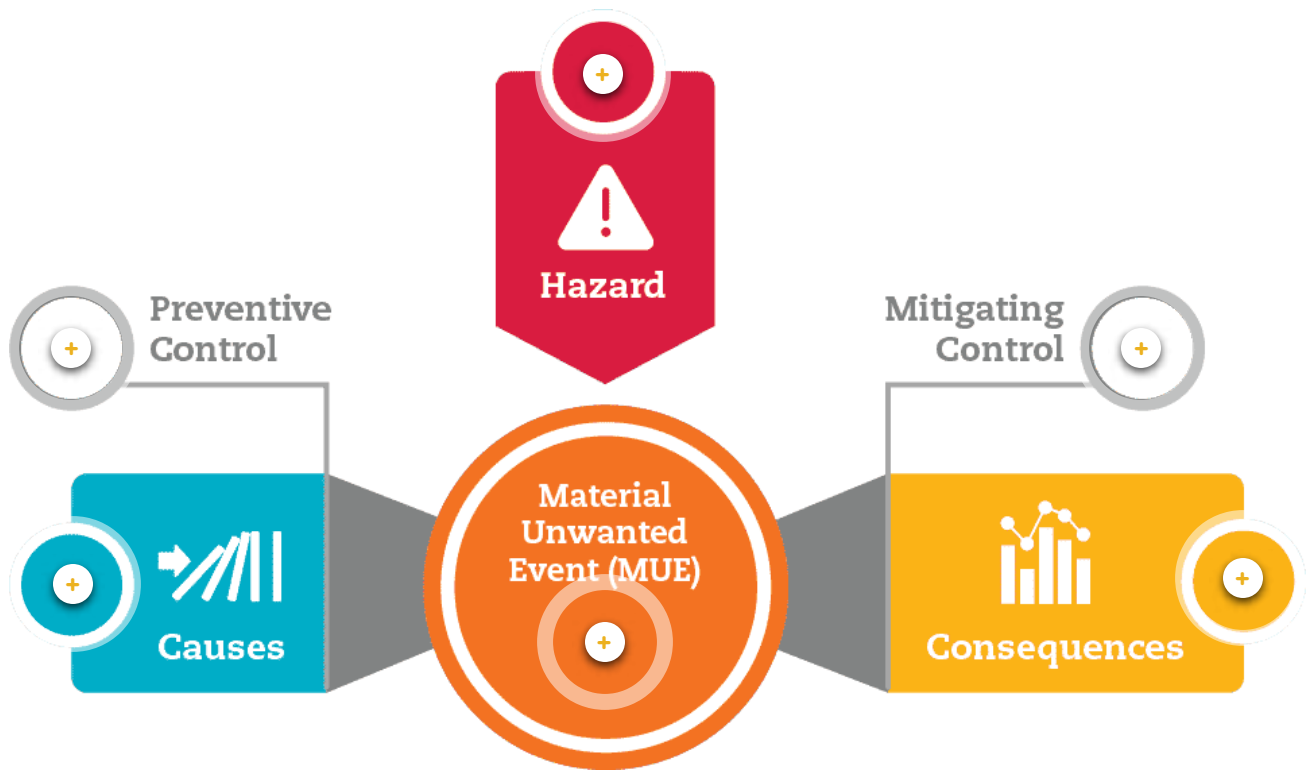 Hazard
Preventive
Control
Mitigating
Control
Material
Unwanted
Event (MUE)
Causes
Consequences